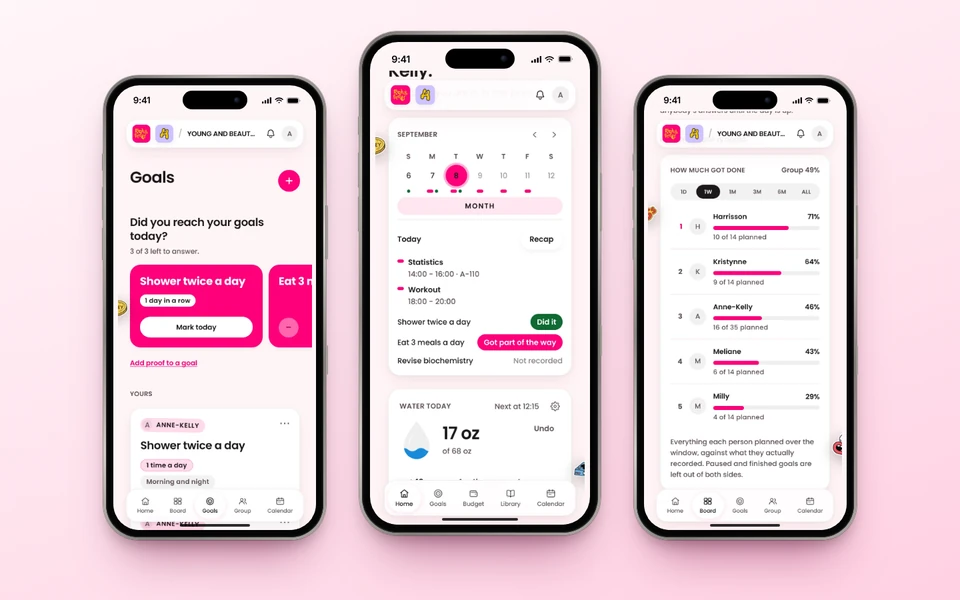 9:41
YOUNG AND BEAUT...
A
Goals
Did you reach your goals
today?
3 of 3 left to answer.
Shower twice a day
1 day in a row
Mark today
Eat 3
Add proof to a goal
YOURS
A ANNE-KELLY
Shower twice a day
1 time a day
Morning and night
Home
Board
Goals
Group
Calendar
ANNE-KELLY
9:41
Kelly.
A
SEPTEMBER
S M T W T F S
6 7 8 9 10 11 12
MONTH
Today
Recap
Statistics
14:00 - 16:00 · A-110
Workout
18:00 - 20:00
Shower twice a day
Did it
Eat 3 meals a day
Got part of the way
Revise biochemistry
Not recorded
WATER TODAY
Next at 12:15
17 oz
Undo
of 68 oz
Home
Goals
Budget
Library
Calendar
9:41
anybody's answers until the day is up.
YOUNG AND BEAUT...
A
HOW MUCH GOT DONE
Group 49%
1D 1W 1M 3M 6M ALL
1 H Harrisson 71%
10 of 14 planned
2 K Kristynne 64%
9 of 14 planned
3 A Anne-Kelly 46%
16 of 35 planned
4 M Meliane 43%
6 of 14 planned
5 M Milly 29%
4 of 14 planned
Everything each person planned over the
window, against what they actually
recorded. Paused and finished goals are
left out of both sides.
Home
Board
Goals
Group
Calendar